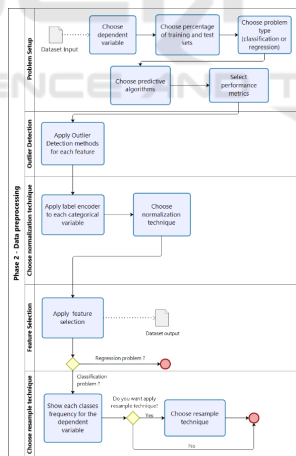 Phase 2 - Data preprocessing
Problem Setup
Dataset Input
Choose
dependent
variable
Choose percentage
of training and test
sets
Choose problem
type
(classification or
regression)
Choose predictive
algorithms
Select
performance
metrics
Outlier Detection
Apply Outlier
Detection methods
for each feature
Choose normalization technique
Apply label encoder
to each categorical
variable
Choose
normalization
technique
Feature Selection
Apply feature
selection
Dataset output
Regression problem ?
Classification
problem ?
Choose resample technique
Show each classes
frequency for the
dependent
variable
Do you want apply
resample technique?
Yes
Choose resample
technique
No